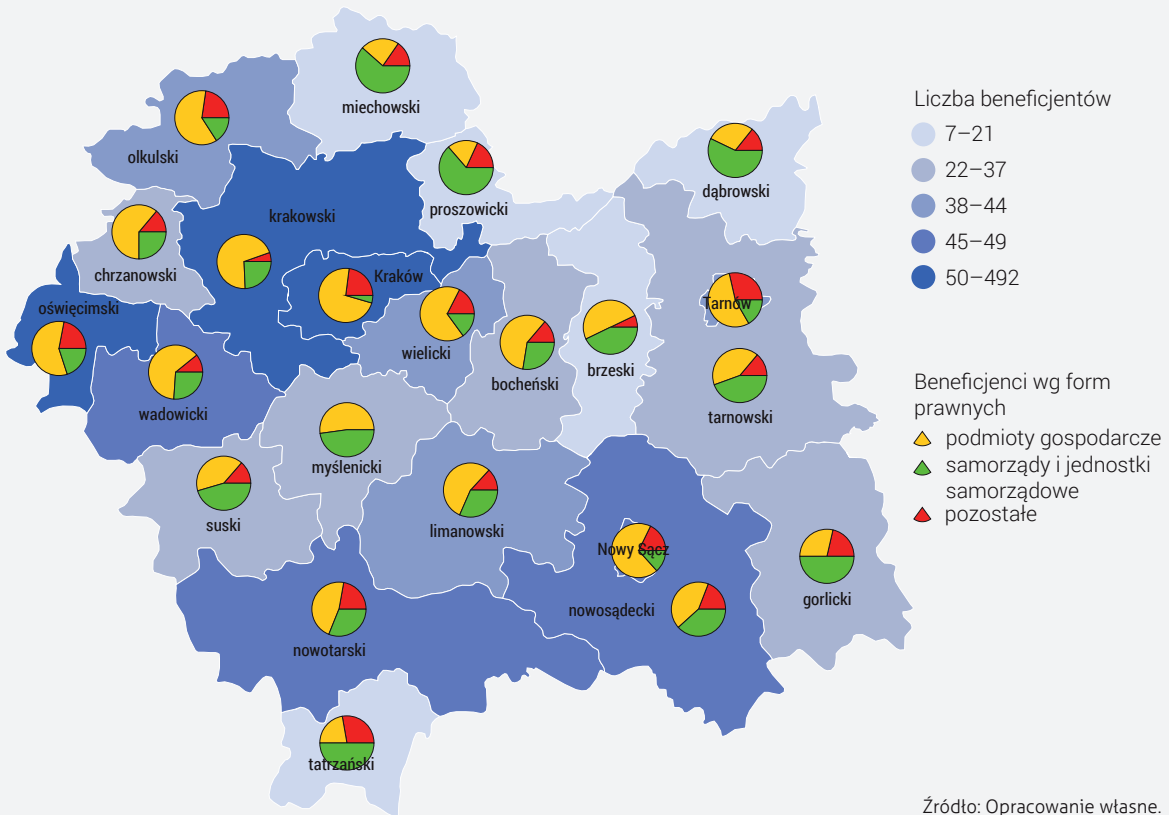 miechowski
olkulski
proszowicki
dąbrowski
krakowski
chrzanowski
Kraków
oświęcimski
Tarnów
wielicki
bocheński
brzeski
wadowicki
tarnowski
myślenicki
suski
limanowski
Nowy Sącz
nowosądecki
gorlicki
nowotarski
tatrzański
Liczba beneficjentów
7–21
22–37
38–44
45–49
50–492
Beneficjenci wg form
prawnych
podmioty gospodarcze
samorządy i jednostki
samorządowe
pozostałe
Źródło: Opracowanie własne.